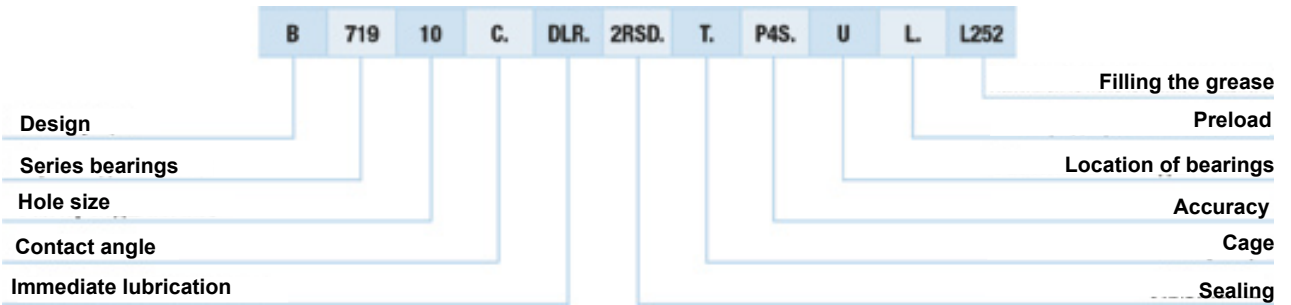 B 719 10 C. DLR. 2RSD. T. P4S. U L. L252
Filling the grease
Design
Preload
Series bearings
Location of bearings
Hole size
Accuracy
Contact angle
Cage
Immediate lubrication
Sealing